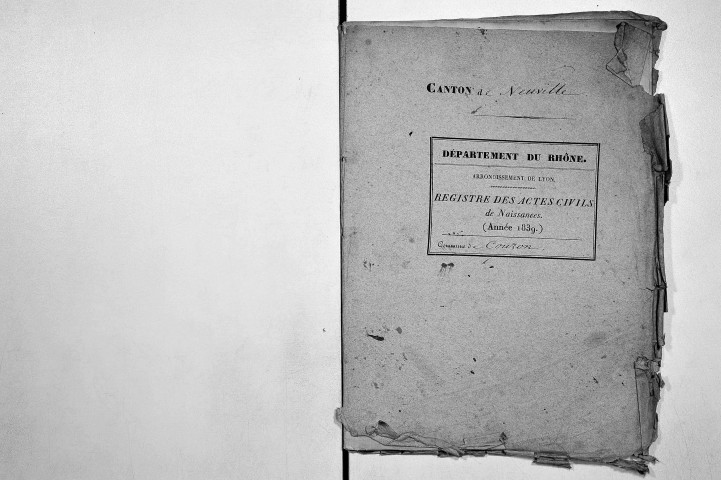 CANTON de Neuville
DÉPARTEMENT DU RHÔNE.
ARRONDISSEMENT DE LYON.
REGISTRE DES ACTES CIVILS
de Naissances.
(Année 1839.)
Commune de Couzon